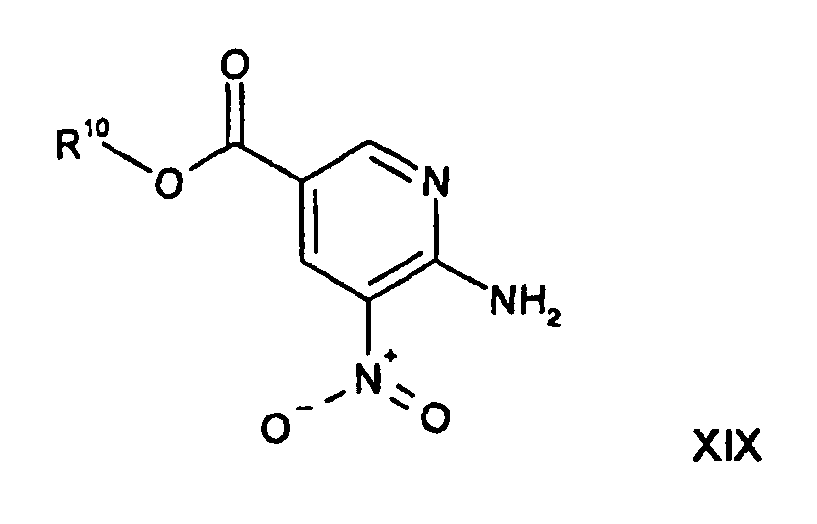 O
R¹⁰
O
N
NH₂
N⁺
O⁻
O
XIX